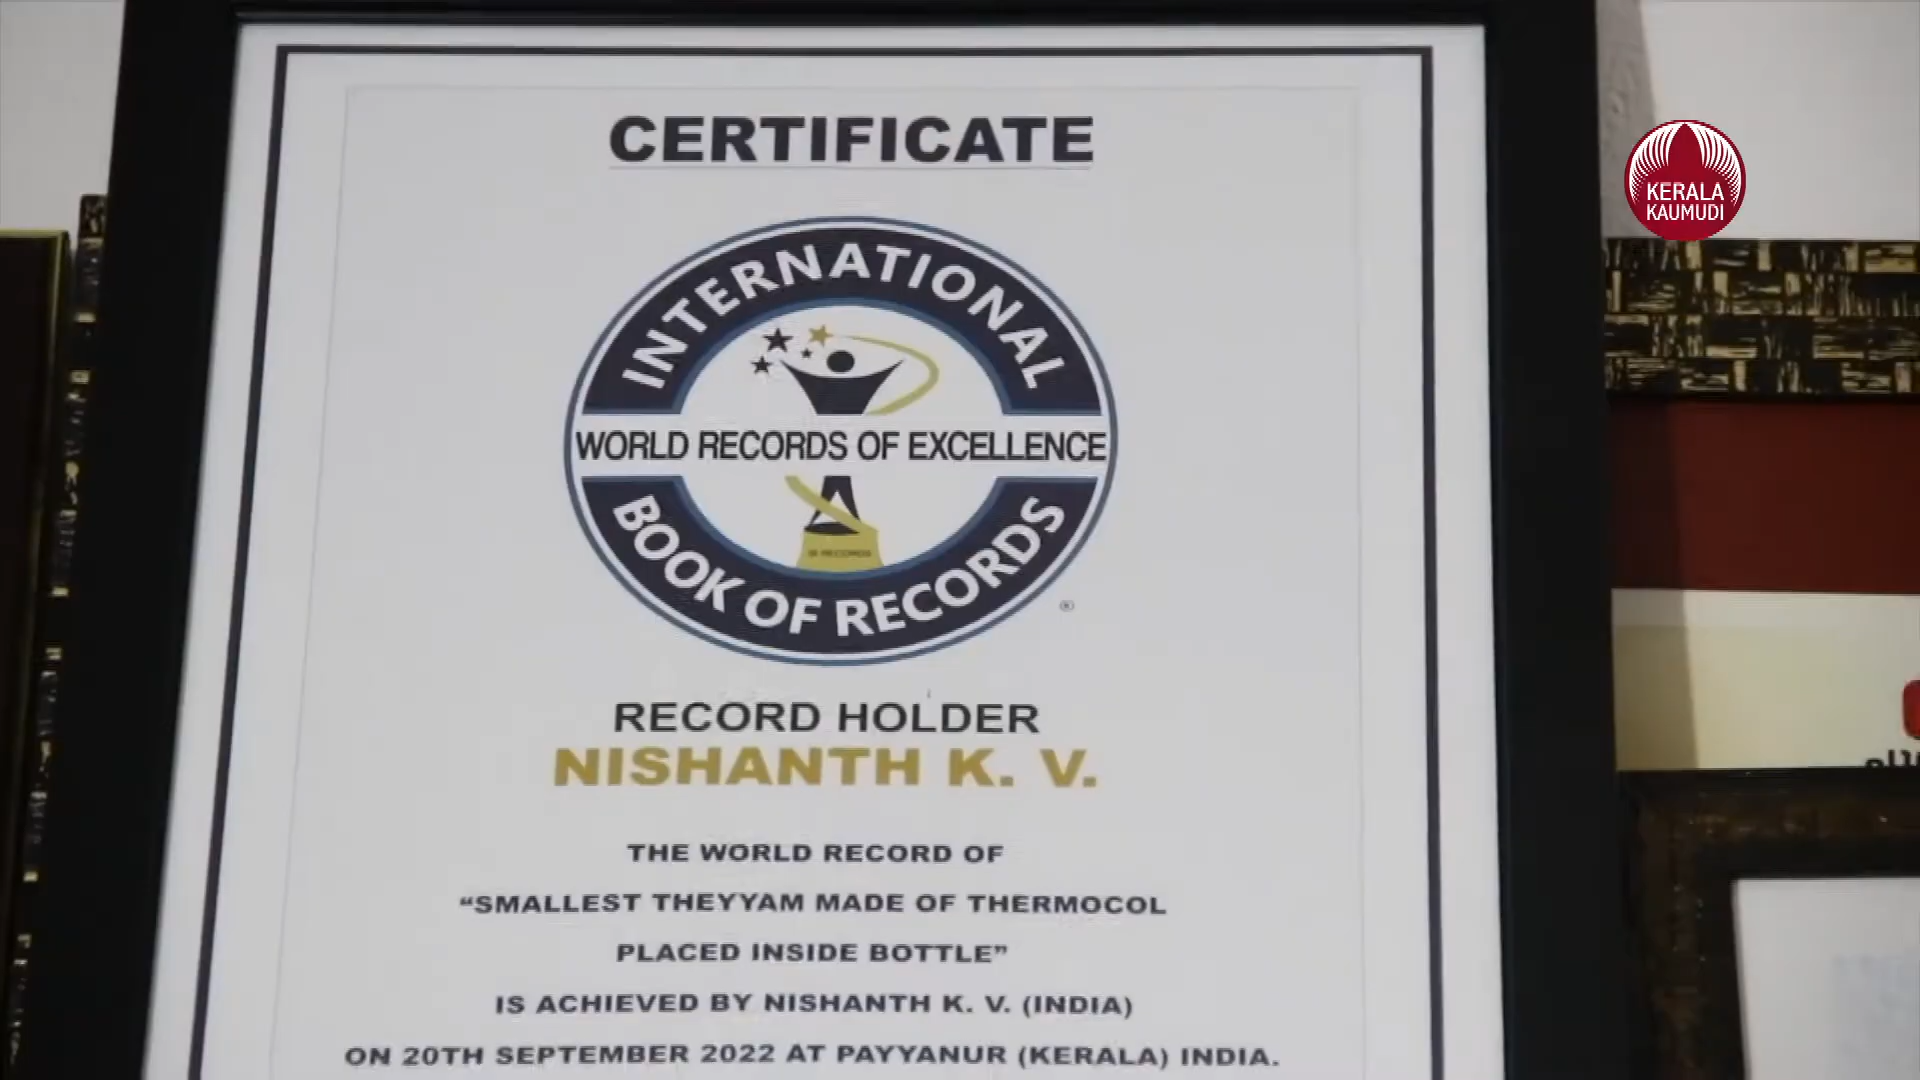 CERTIFICATE
INTERNATIONAL
WORLD RECORDS OF EXCELLENCE
BOOK OF RECORDS
®
RECORD HOLDER
NISHANTH K. V.
THE WORLD RECORD OF
“SMALLEST THEYYAM MADE OF THERMOCOL
PLACED INSIDE BOTTLE”
IS ACHIEVED BY NISHANTH K. V. (INDIA)
ON 20TH SEPTEMBER 2022 AT PAYYANUR (KERALA) INDIA.
KERALA
KAUMUDI